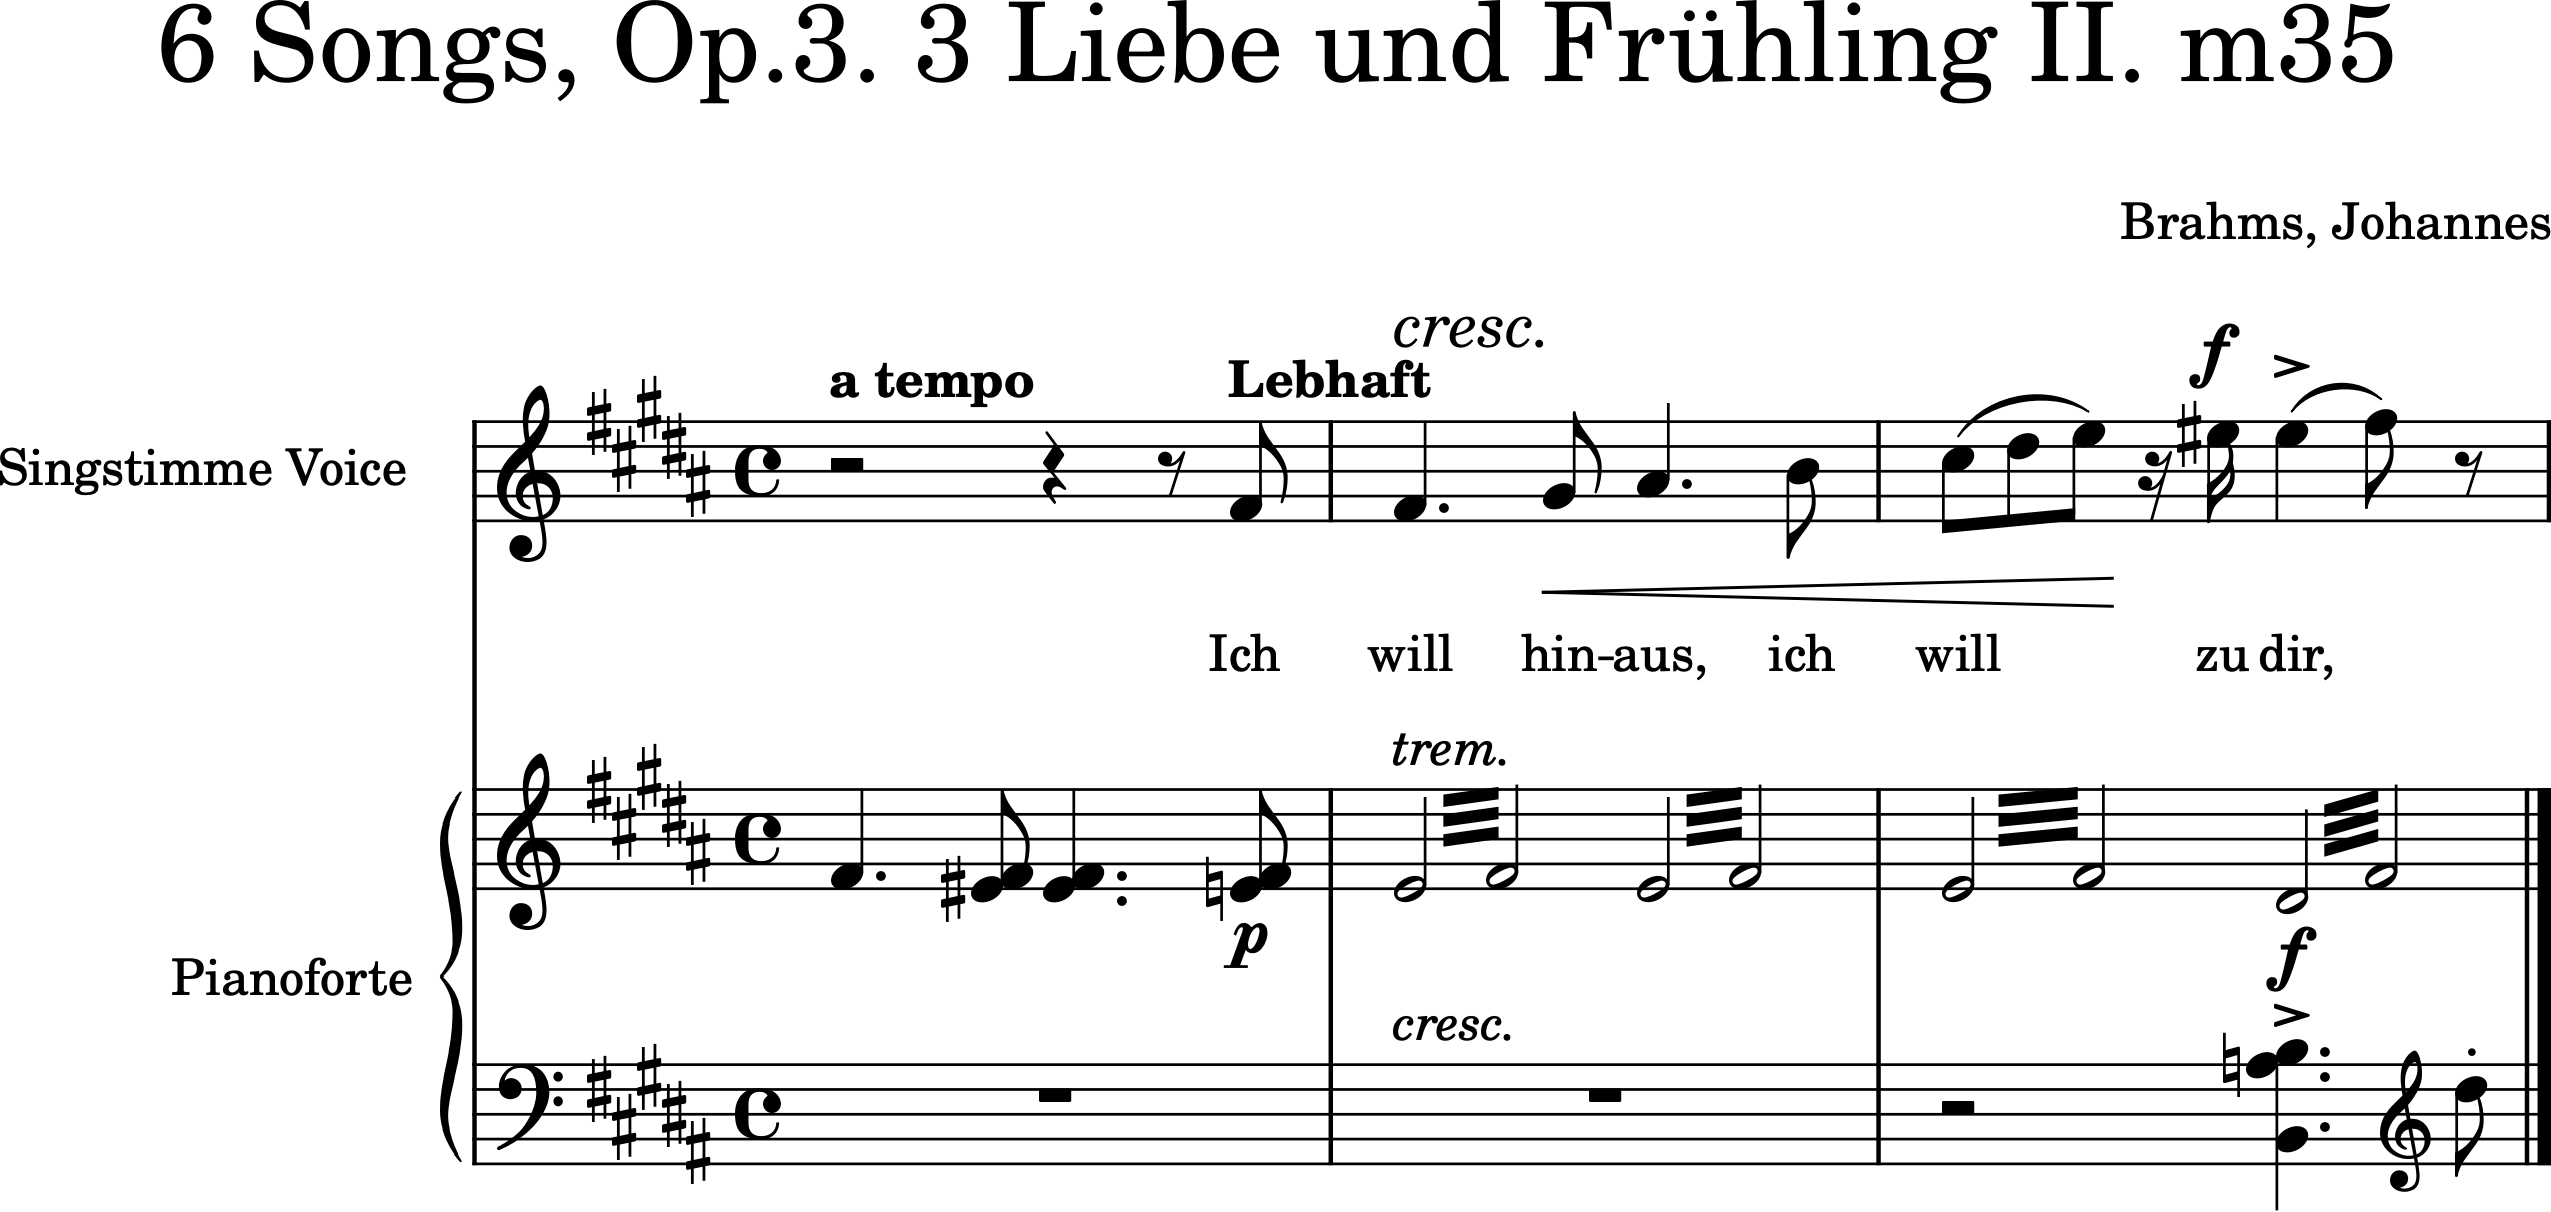 6 Songs, Op.3. 3 Liebe und Frühling II. m35
Brahms, Johannes
cresc.
a tempo Lebhaft f
Singstimme Voice
Ich will hin-aus, ich will zu dir,
trem.
p
f
Pianoforte
cresc.